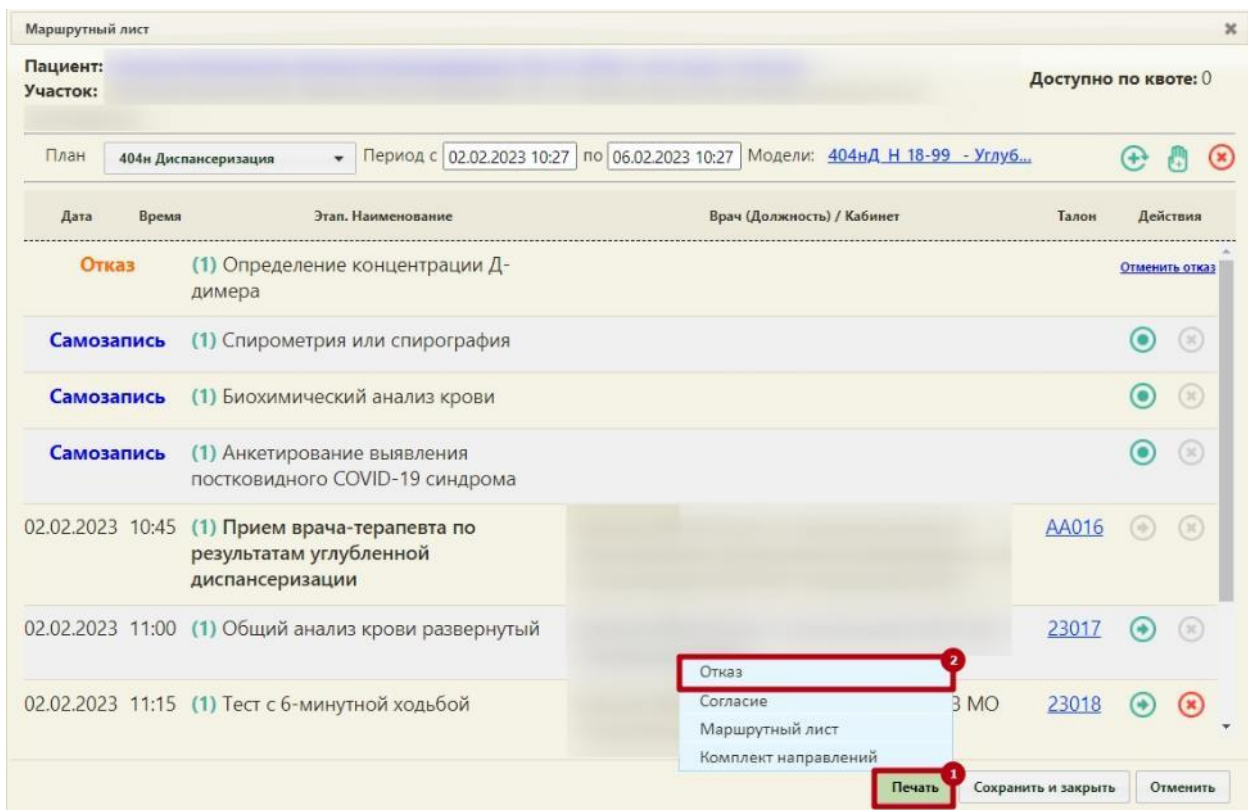 Маршрутный лист
Пациент:
Участок:
Доступно по квоте: 0
План 404н Диспансеризация Период с 02.02.2023 10:27 по 06.02.2023 10:27 Модели: 404нД_Н_18-99_ - Углуб...
Дата Время Этап. Наименование Врач (Должность) / Кабинет Талон Действия
Отказ (1) Определение концентрации Д- Отменить отказ
димера
Самозапись (1) Спирометрия или спирография
Самозапись (1) Биохимический анализ крови
Самозапись (1) Анкетирование выявления
постковидного COVID-19 синдрома
02.02.2023 10:45 (1) Прием врача-терапевта по AA016
результатам углубленной
диспансеризации
02.02.2023 11:00 (1) Общий анализ крови развернутый 23017
Отказ 2
02.02.2023 11:15 (1) Тест с 6-минутной ходьбой МО 23018
Согласие
Маршрутный лист
Комплект направлений
Печать 1 Сохранить и закрыть Отменить